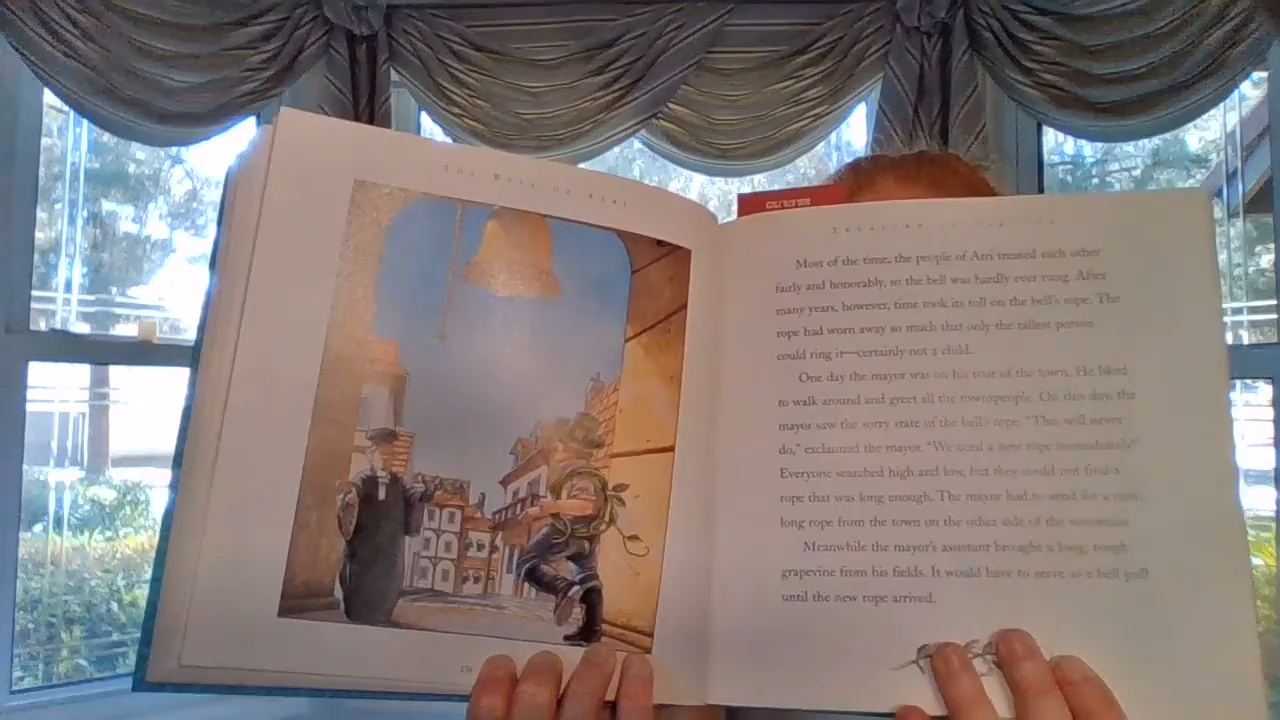 The Bell of Atri
Most of the time, the people of Atri treated each other
fairly and honorably, so the bell was hardly ever rung. After
many years, however, time took its toll on the bell's rope. The
rope had worn away so much that only the tallest person
could ring it—certainly not a child.
One day the mayor was on his tour of the town. He liked
to walk around and greet all the townspeople. On this day, the
mayor saw the sorry state of the bell's rope. "This will never
do," exclaimed the mayor. "We need a new rope immediately!"
Everyone searched high and low, but they could not find a
rope that was long enough. The mayor had to send for a new,
long rope from the town on the other side of the mountain.
Meanwhile the mayor's assistant brought a long, tough
grapevine from his fields. It would have to serve as a bell pull
until the new rope arrived.